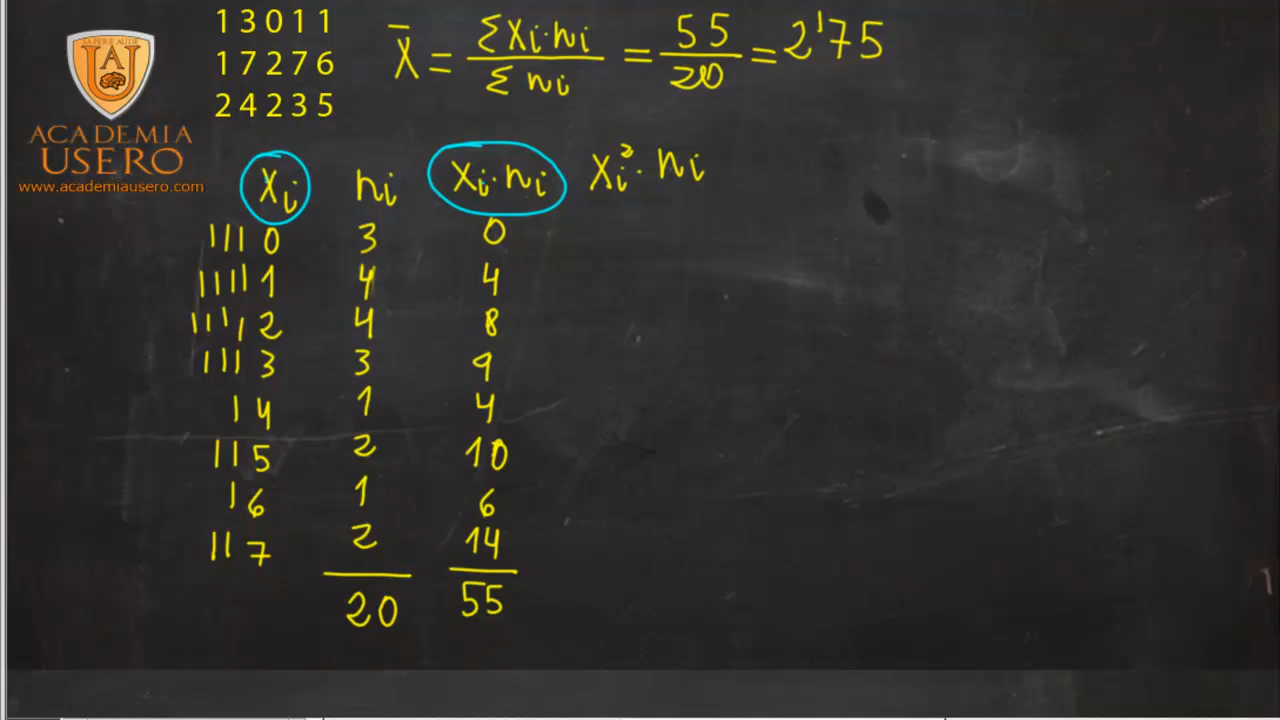 1 3 0 1 1
1 7 2 7 6
2 4 2 3 5
X̄ = Σxi·ni / Σni = 55/20 = 2'75
SAPERE AUDE
UA
ACADEMIA
USERO
www.academiausero.com
xi ni xi·ni xi²·ni
||| 0 3 0
|||| 1 4 4
|||| 2 4 8
||| 3 3 9
| 4 1 4
|| 5 2 10
| 6 1 6
|| 7 2 14
20 55